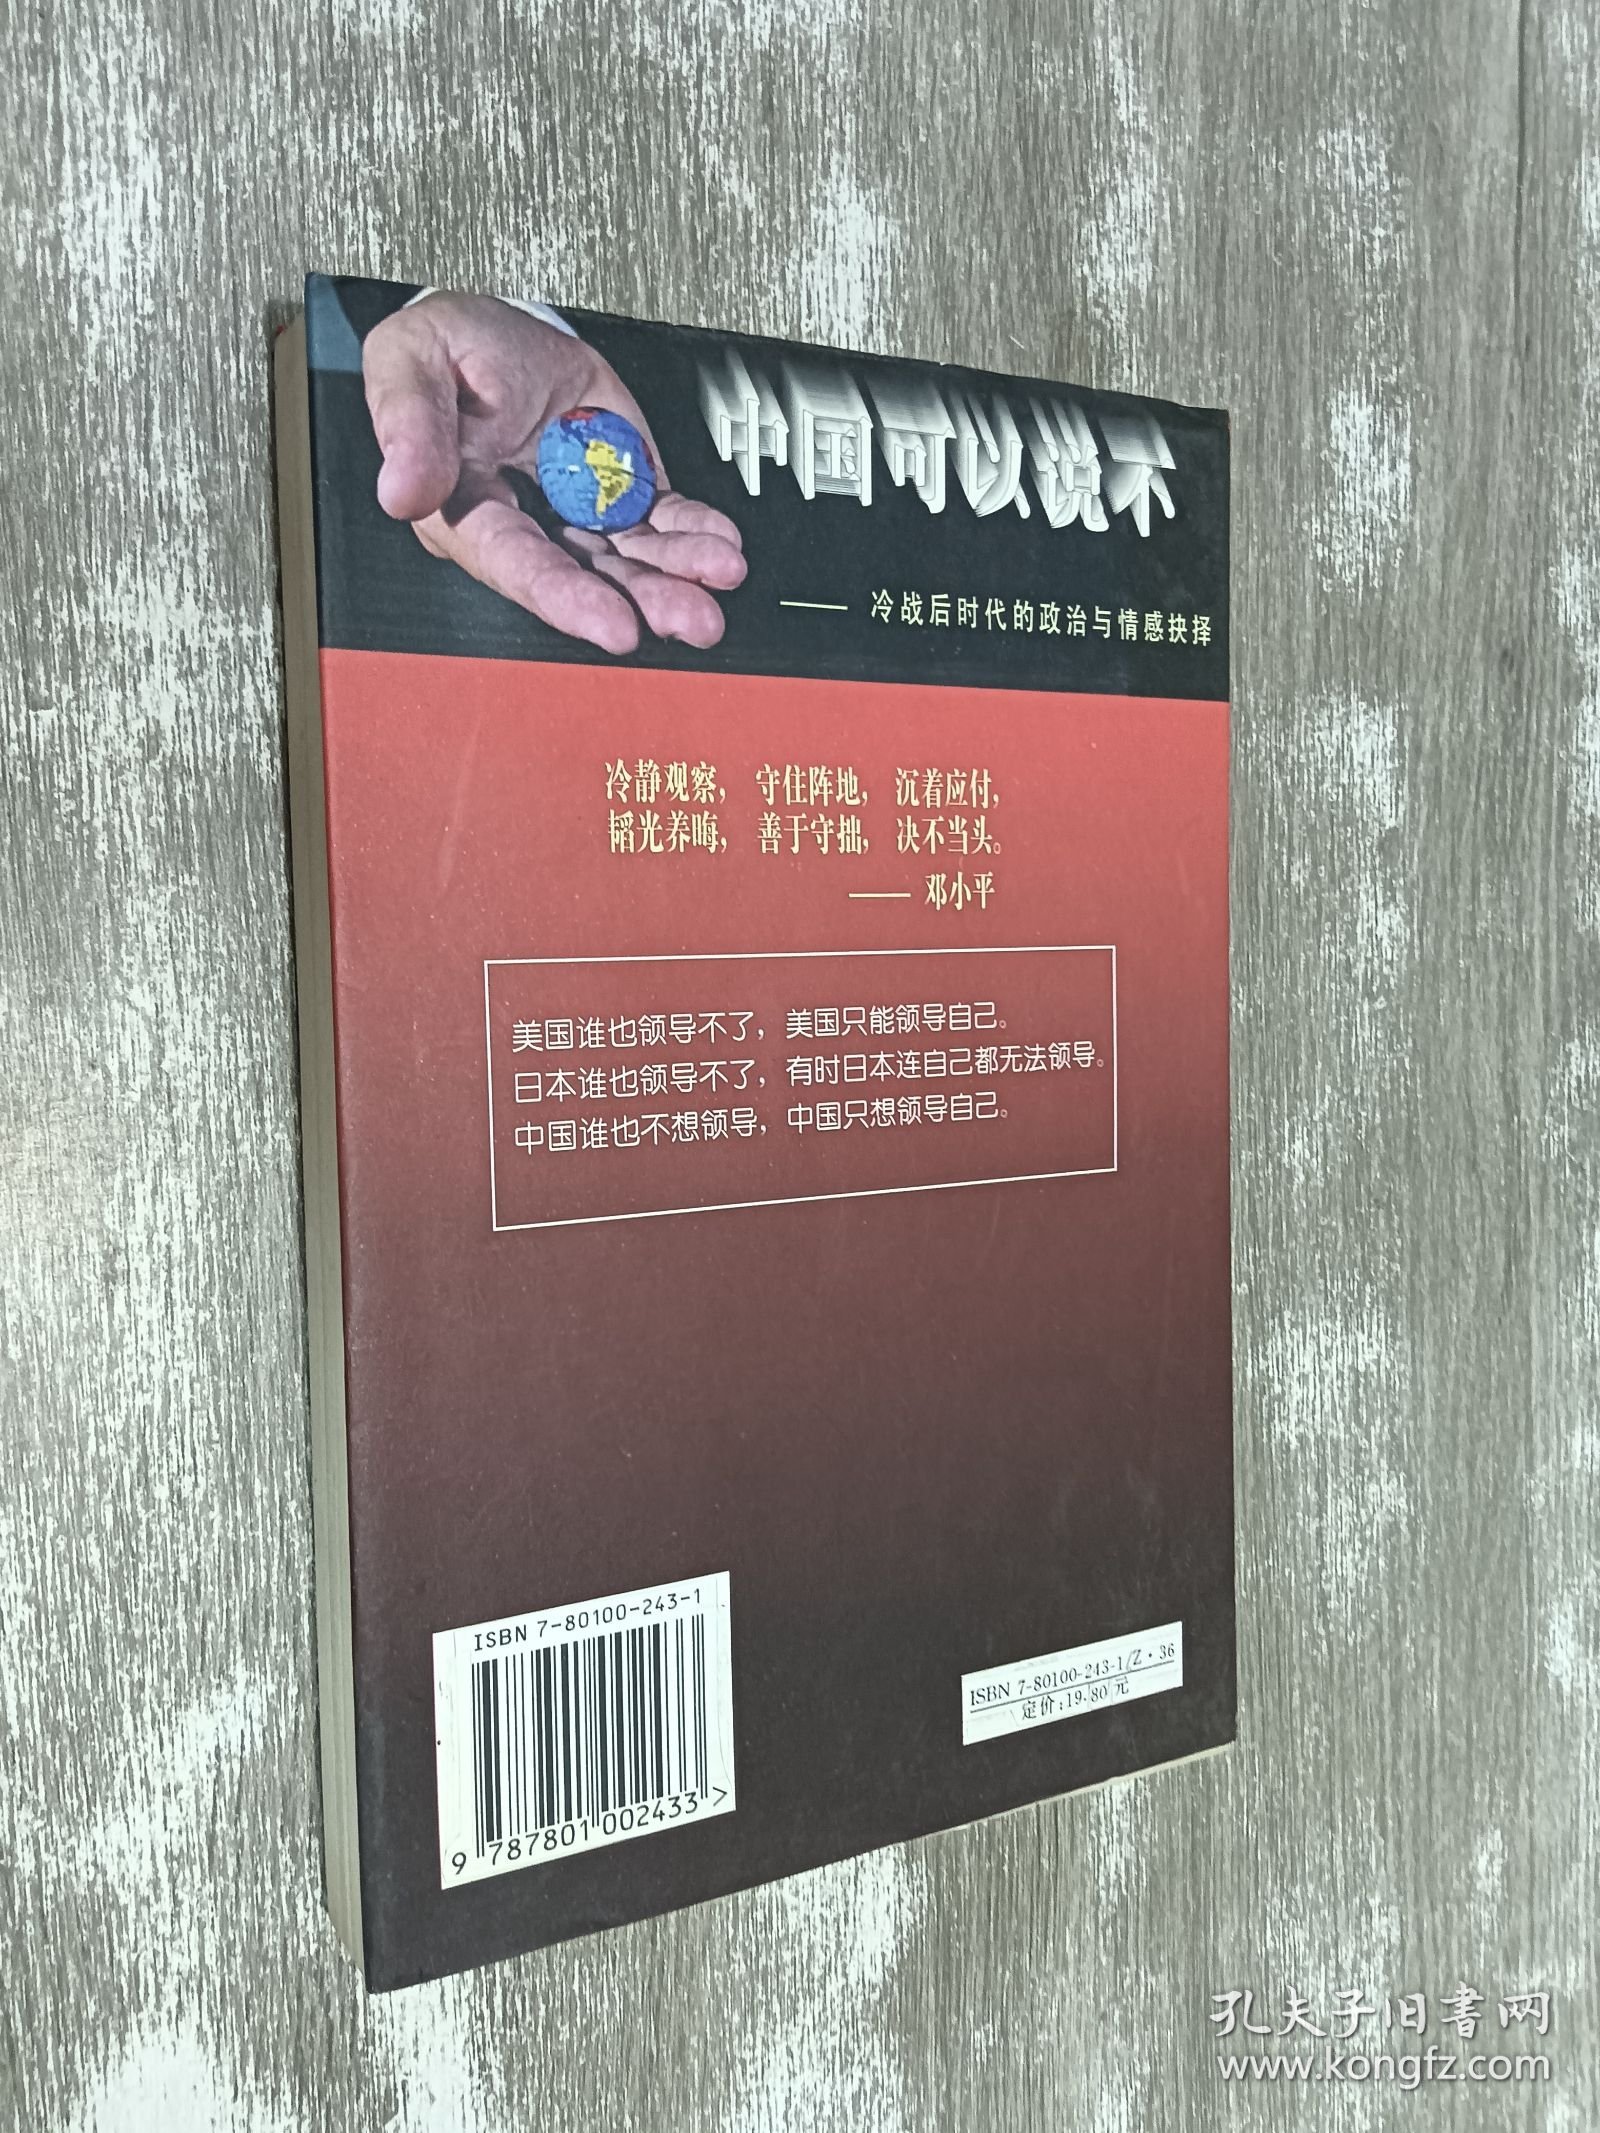 中国可以说不
—— 冷战后时代的政治与情感抉择
冷静观察， 守住阵地， 沉着应付，
韬光养晦， 善于守拙， 决不当头。
—— 邓小平
美国谁也领导不了，美国只能领导自己。
日本谁也领导不了，有时日本连自己都无法领导。
中国谁也不想领导，中国只想领导自己。
ISBN 7-80100-243-1
9 787801 002433 >
ISBN 7-80100-243-1/Z·36
定价：19.80元
孔夫子旧書网
www.kongfz.com